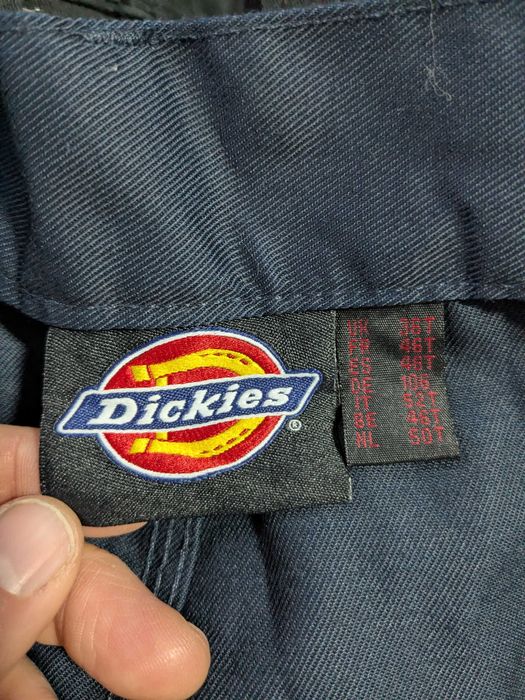 Dickies
®
UK 36T
FR 46T
ES 46T
DE 106
IT 52T
BE 46T
NL 50T